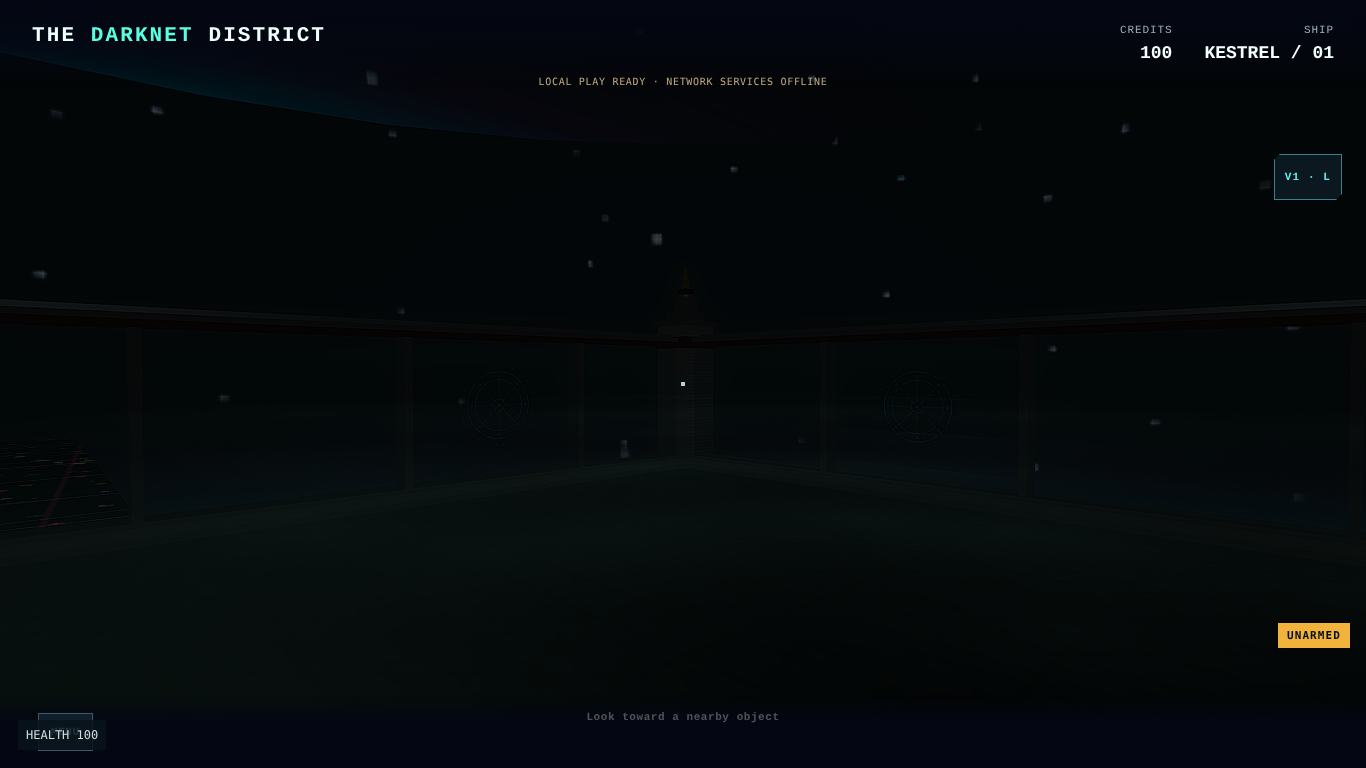 THE DARKNET DISTRICT
CREDITS
100
SHIP
KESTREL / 01
LOCAL PLAY READY · NETWORK SERVICES OFFLINE
V1 · L
UNARMED
Look toward a nearby object
HEALTH 100